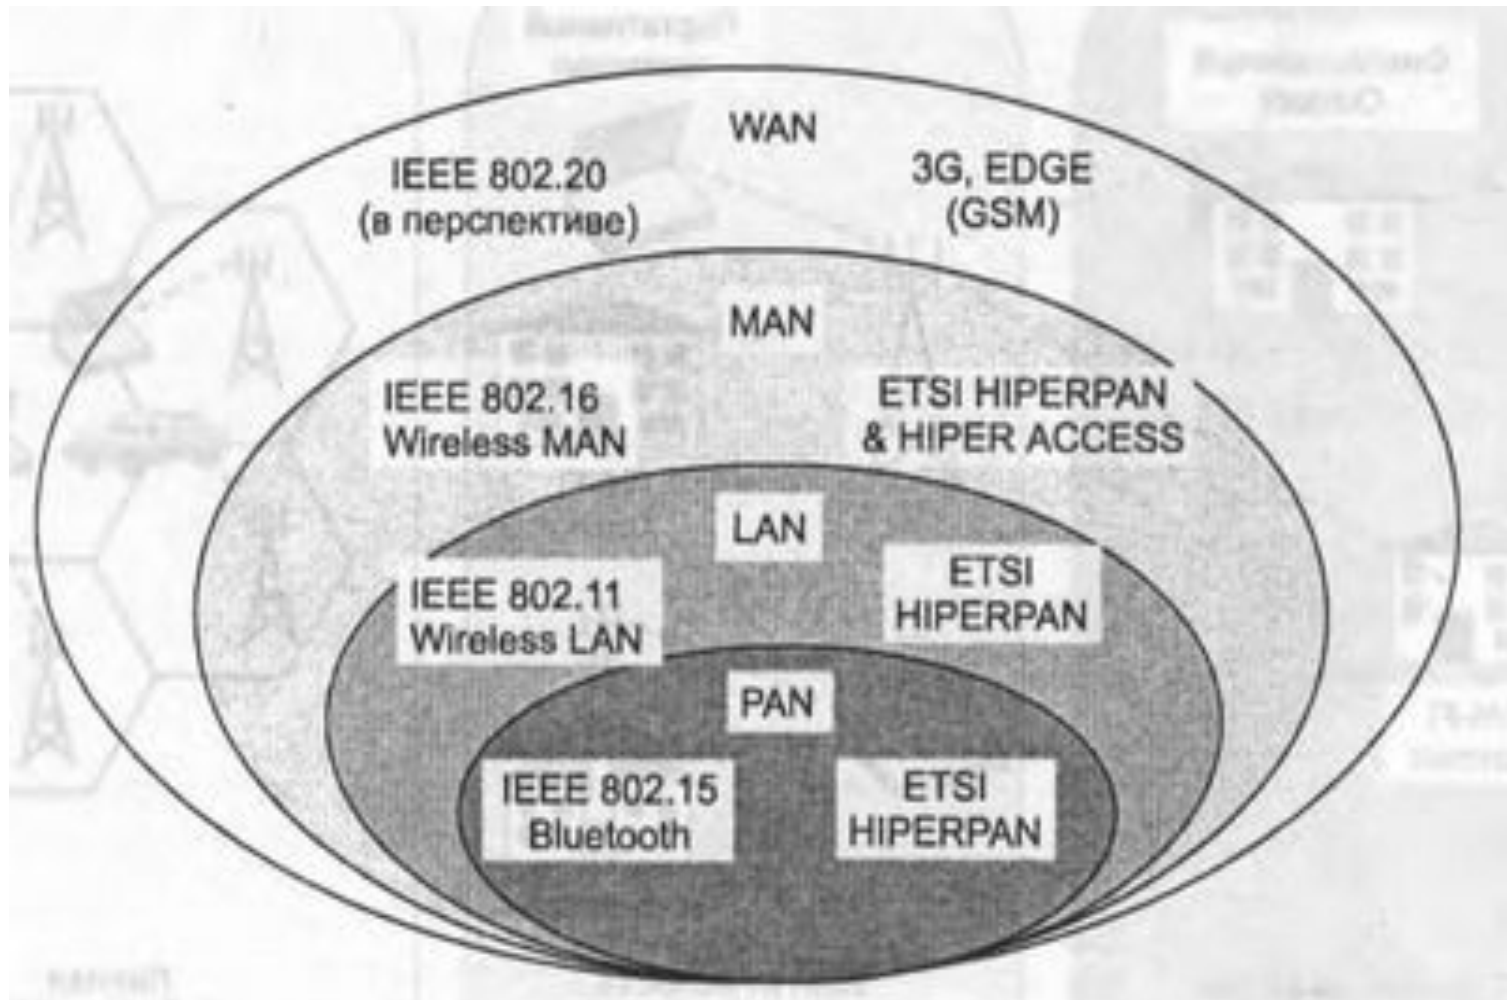 WAN
IEEE 802.20
(в перспективе)
3G, EDGE
(GSM)
MAN
IEEE 802.16
Wireless MAN
ETSI HIPERPAN
& HIPER ACCESS
LAN
IEEE 802.11
Wireless LAN
ETSI
HIPERPAN
PAN
IEEE 802.15
Bluetooth
ETSI
HIPERPAN